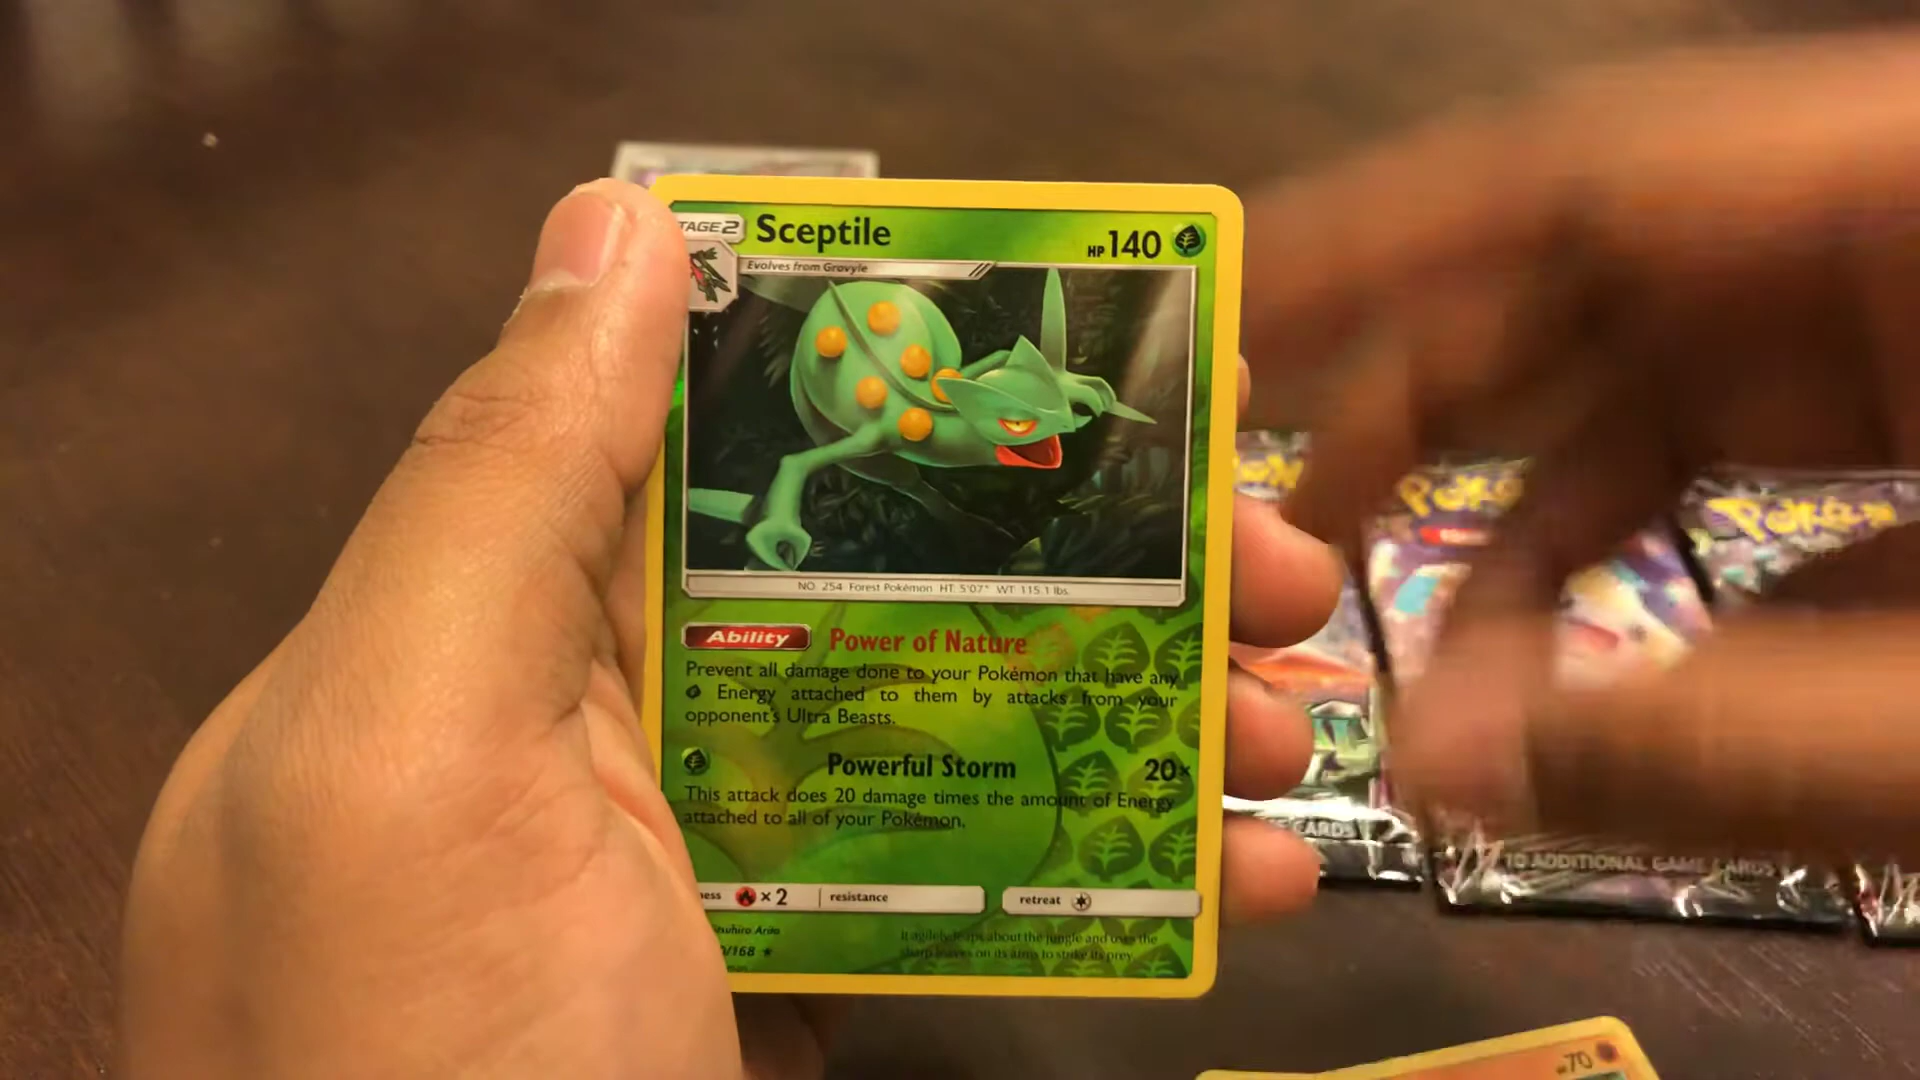 TAGE 2
Sceptile
HP 140
Evolves from Grovyle
NO. 254 Forest Pokémon HT: 5'07" WT: 115.1 lbs.
Ability Power of Nature
Prevent all damage done to your Pokémon that have any
Energy attached to them by attacks from your
opponent's Ultra Beasts.
Powerful Storm 20×
This attack does 20 damage times the amount of Energy
attached to all of your Pokémon.
ness ×2 resistance
retreat
/168
It agilely leaps about the jungle and uses the
sharp leaves on its arms to strike its prey.
CARDS
10 ADDITIONAL GAME CARDS
70